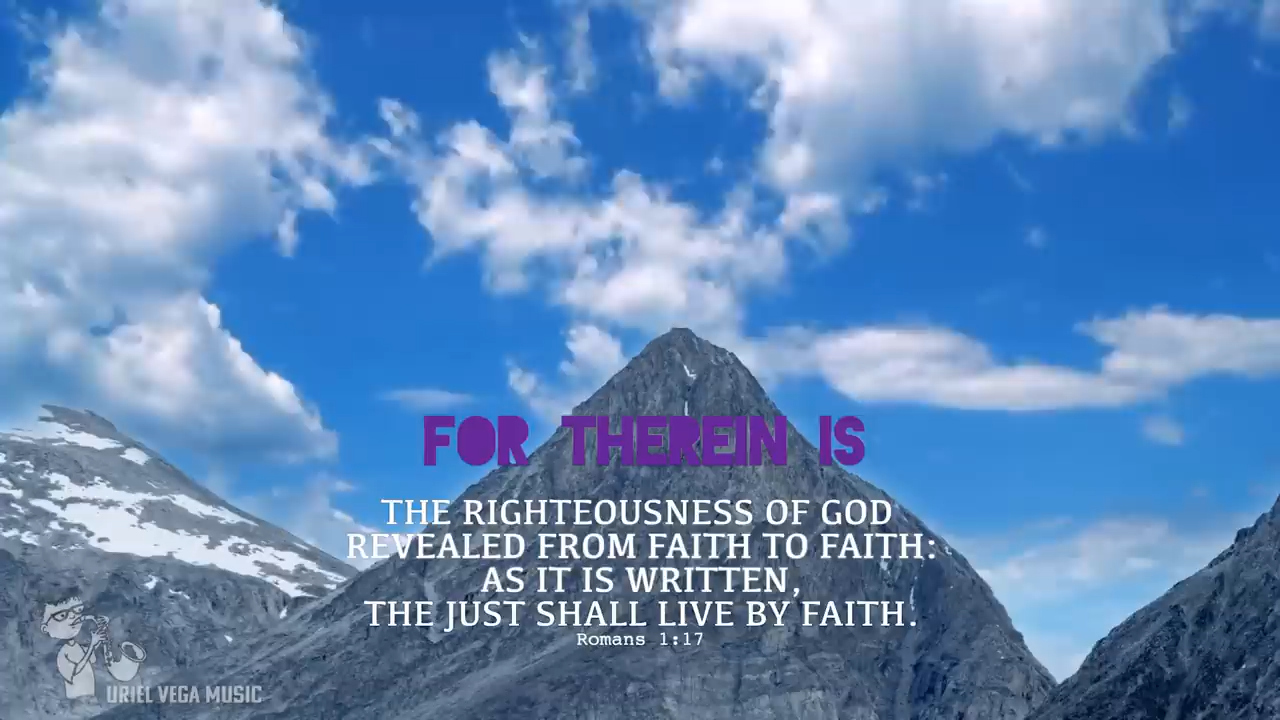 FOR THEREIN IS
THE RIGHTEOUSNESS OF GOD
REVEALED FROM FAITH TO FAITH:
AS IT IS WRITTEN,
THE JUST SHALL LIVE BY FAITH.
Romans 1:17
URIEL VEGA MUSIC